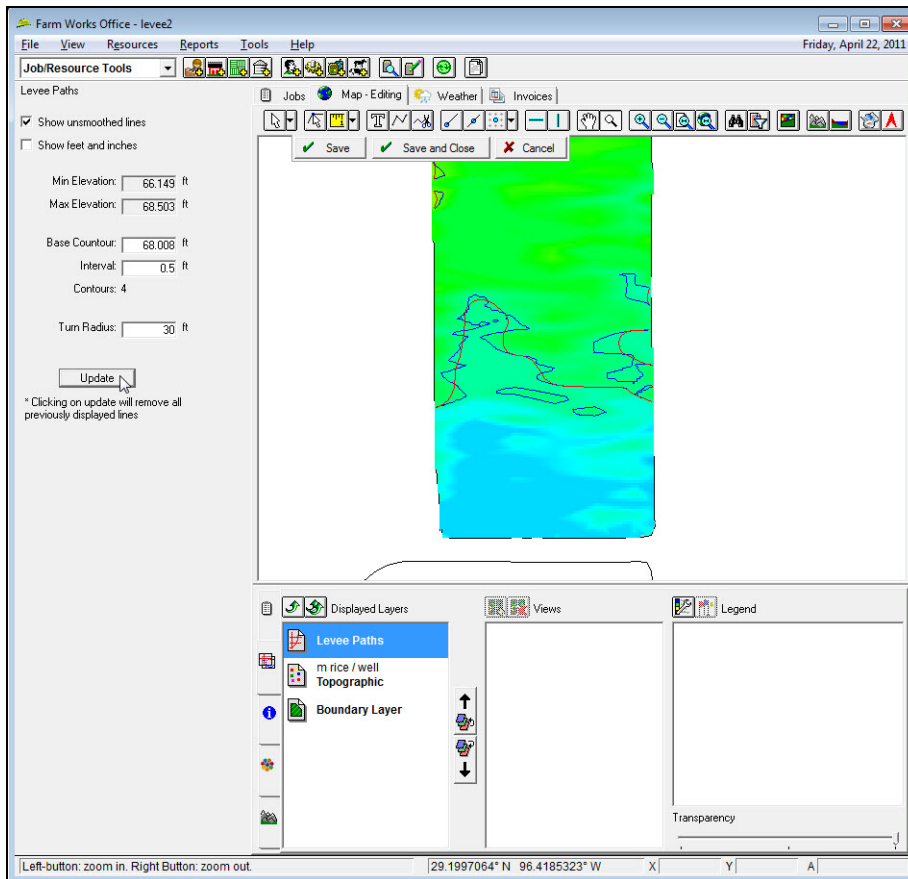 Farm Works Office - levee2
File View Resources Reports Tools Help Friday, April 22, 2011
Job/Resource Tools
Levee Paths
Jobs Map - Editing Weather Invoices
Show unsmoothed lines
Show feet and inches
Save Save and Close Cancel
Min Elevation: 66.149 ft
Max Elevation: 68.503 ft
Base Countour: 68.008 ft
Interval: 0.5 ft
Contours: 4
Turn Radius: 30 ft
Update
* Clicking on update will remove all
previously displayed lines
Displayed Layers Views Legend
Levee Paths
m rice / well
Topographic
Boundary Layer
Transparency
Left-button: zoom in. Right Button: zoom out. 29.1997064° N 96.4185323° W X Y A